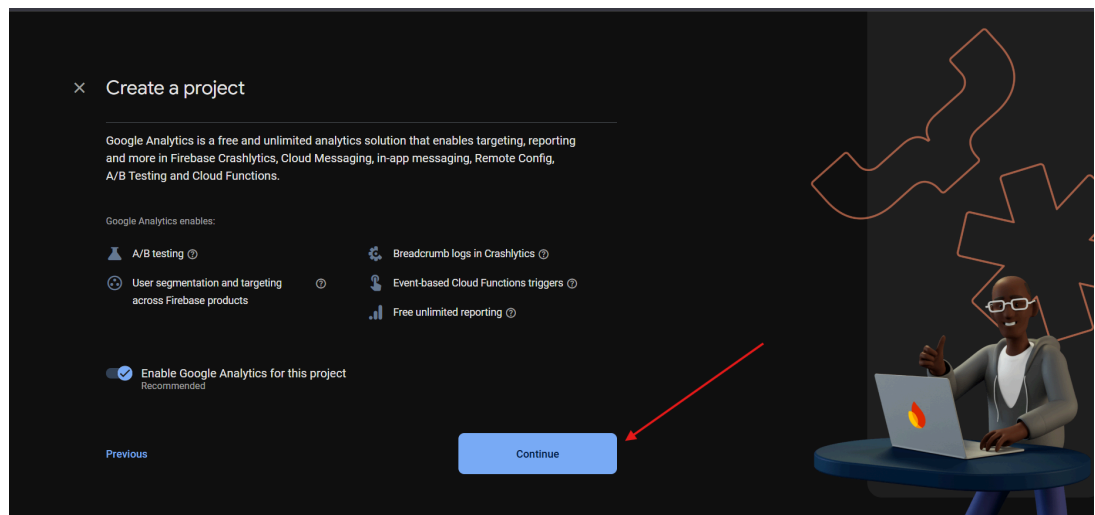 Create a project
Google Analytics is a free and unlimited analytics solution that enables targeting, reporting
and more in Firebase Crashlytics, Cloud Messaging, in-app messaging, Remote Config,
A/B Testing and Cloud Functions.
Google Analytics enables:
A/B testing
User segmentation and targeting
across Firebase products
Breadcrumb logs in Crashlytics
Event-based Cloud Functions triggers
Free unlimited reporting
Enable Google Analytics for this project
Recommended
Previous
Continue